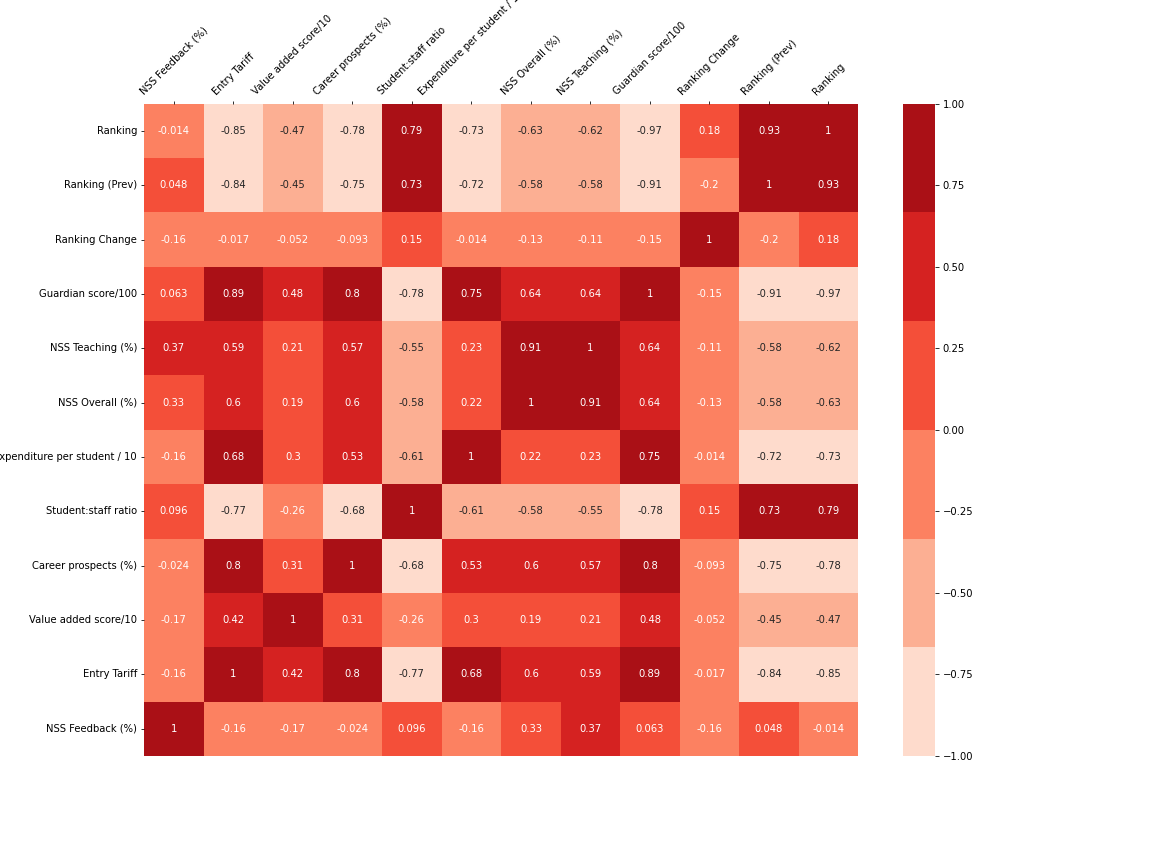 NSS Feedback (%)
Entry Tariff
Value added score/10
Career prospects (%)
Student:staff ratio
Expenditure per student /
NSS Overall (%)
NSS Teaching (%)
Guardian score/100
Ranking Change
Ranking (Prev)
Ranking
Ranking -0.014 -0.85 -0.47 -0.78 0.79 -0.73 -0.63 -0.62 -0.97 0.18 0.93 1
Ranking (Prev) 0.048 -0.84 -0.45 -0.75 0.73 -0.72 -0.58 -0.58 -0.91 -0.2 1 0.93
Ranking Change -0.16 -0.017 -0.052 -0.093 0.15 -0.014 -0.13 -0.11 -0.15 1 -0.2 0.18
Guardian score/100 0.063 0.89 0.48 0.8 -0.78 0.75 0.64 0.64 1 -0.15 -0.91 -0.97
NSS Teaching (%) 0.37 0.59 0.21 0.57 -0.55 0.23 0.91 1 0.64 -0.11 -0.58 -0.62
NSS Overall (%) 0.33 0.6 0.19 0.6 -0.58 0.22 1 0.91 0.64 -0.13 -0.58 -0.63
xpenditure per student / 10 -0.16 0.68 0.3 0.53 -0.61 1 0.22 0.23 0.75 -0.014 -0.72 -0.73
Student:staff ratio 0.096 -0.77 -0.26 -0.68 1 -0.61 -0.58 -0.55 -0.78 0.15 0.73 0.79
Career prospects (%) -0.024 0.8 0.31 1 -0.68 0.53 0.6 0.57 0.8 -0.093 -0.75 -0.78
Value added score/10 -0.17 0.42 1 0.31 -0.26 0.3 0.19 0.21 0.48 -0.052 -0.45 -0.47
Entry Tariff -0.16 1 0.42 0.8 -0.77 0.68 0.6 0.59 0.89 -0.017 -0.84 -0.85
NSS Feedback (%) 1 -0.16 -0.17 -0.024 0.096 -0.16 0.33 0.37 0.063 -0.16 0.048 -0.014
1.00
0.75
0.50
0.25
0.00
−0.25
−0.50
−0.75
−1.00